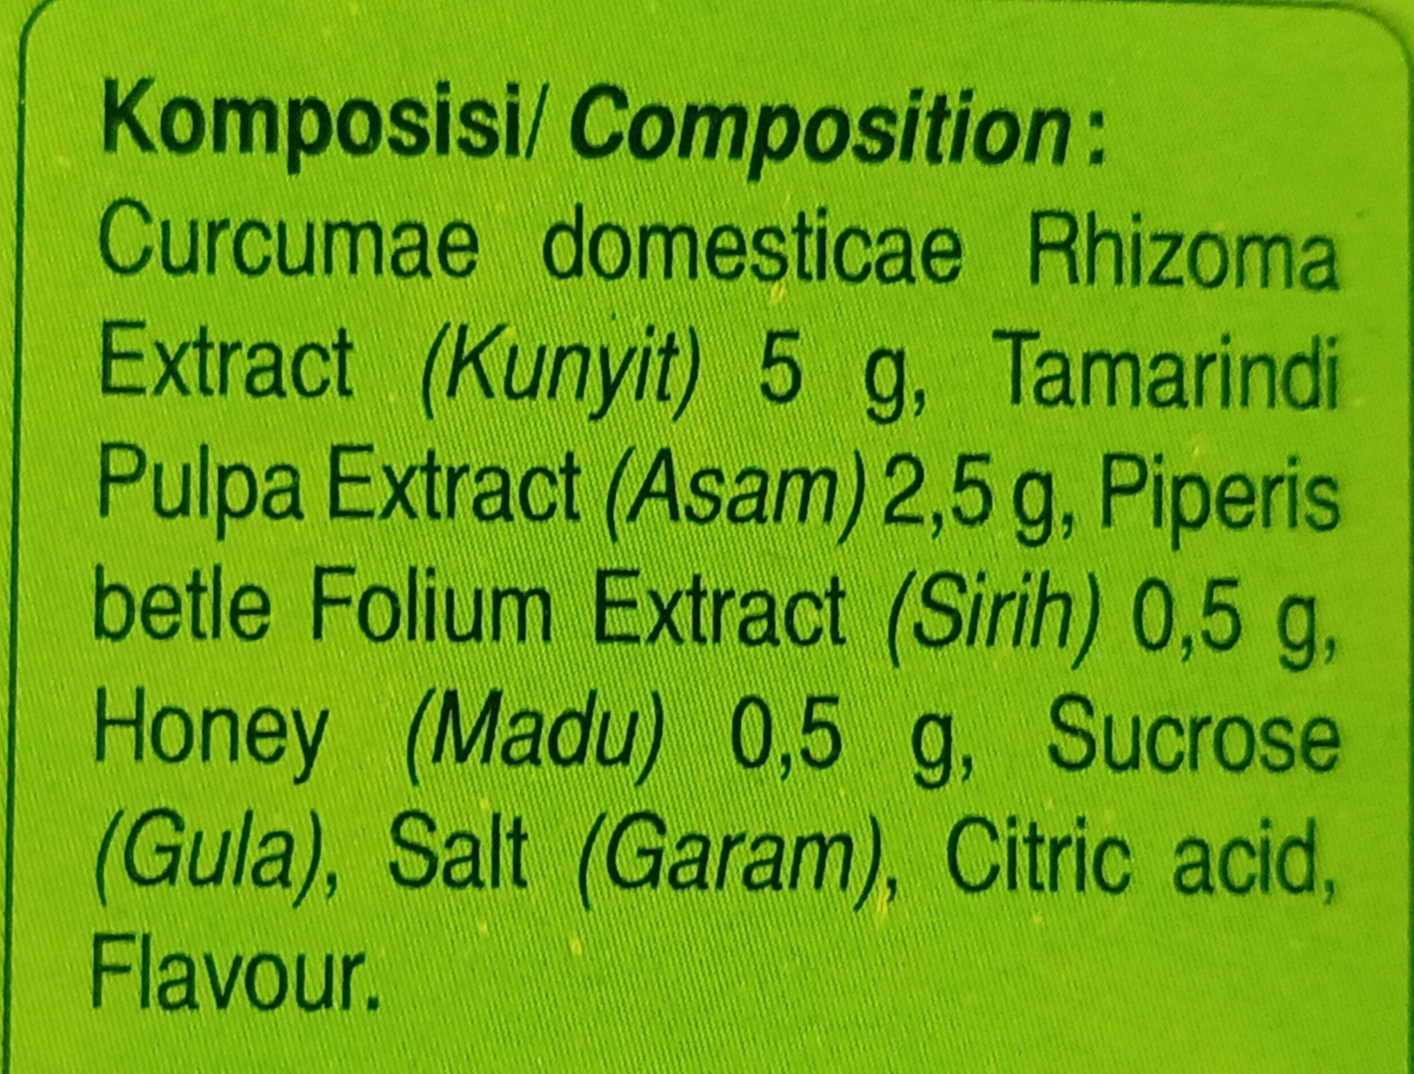 Komposisi/ Composition :
Curcumae domesticae Rhizoma
Extract (Kunyit) 5 g, Tamarindi
Pulpa Extract (Asam) 2,5 g, Piperis
betle Folium Extract (Sirih) 0,5 g,
Honey (Madu) 0,5 g, Sucrose
(Gula), Salt (Garam), Citric acid,
Flavour.